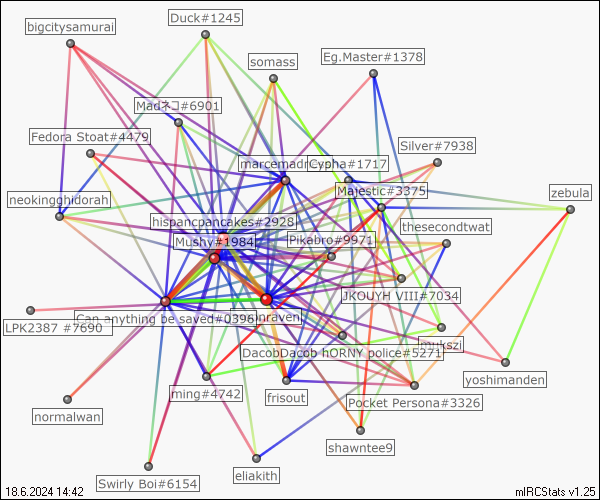 Duck#1245
bigcitysamurai
Eg.Master#1378
somass
Madネコ#6901
Fedora Stoat#4479
Silver#7938
Cypha#1717
Majestic#3375
zebula
neokingghidorah
hispancpancakes#2928
thesecondtwat
Mushy#1984
Pikabro#9971
JKOUYH VIII#7034
Can anything be saved#0396
LPK2387 #7690
mukszi
DacobDacob hORNY police#5271
yoshimanden
ming#4742
frisout
Pocket Persona#3326
normalwan
shawntee9
eliakith
Swirly Boi#6154
18.6.2024 14:42
mIRCStats v1.25